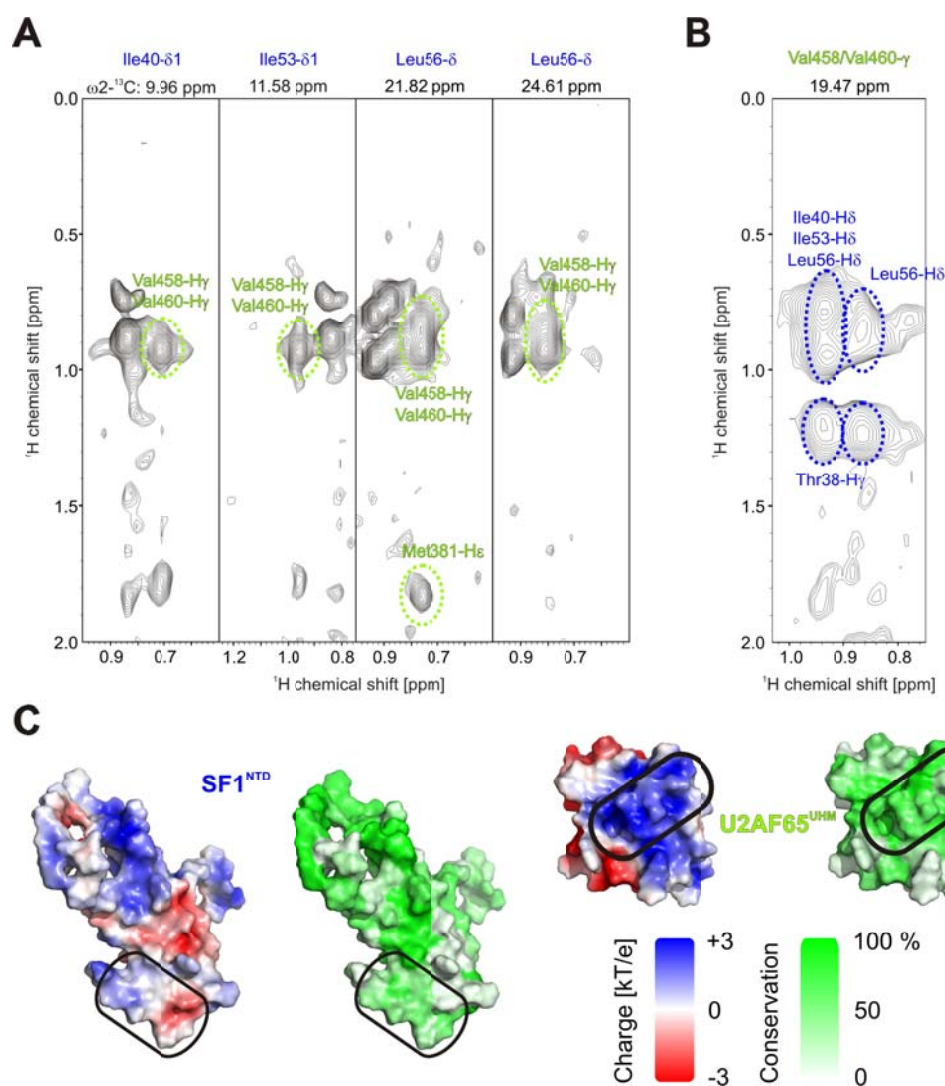 A
Ile40-δ1
Ile53-δ1
Leu56-δ
Leu56-δ
ω2-¹³C: 9.96 ppm
11.58 ppm
21.82 ppm
24.61 ppm
0.0
0.5
1.0
1.5
2.0
¹H chemical shift [ppm]
Val458-Hγ
Val460-Hγ
Val458-Hγ
Val460-Hγ
Val458-Hγ
Val460-Hγ
Val458-Hγ
Val460-Hγ
Met381-Hε
0.9
0.7
1.2
1.0
0.8
0.9
0.7
0.9
0.7
¹H chemical shift [ppm]
B
Val458/Val460-γ
19.47 ppm
0.0
0.5
1.0
1.5
2.0
¹H chemical shift [ppm]
Ile40-Hδ
Ile53-Hδ
Leu56-Hδ
Leu56-Hδ
Thr38-Hγ
1.0
0.9
0.8
¹H chemical shift [ppm]
C
SF1ᴺᵀᴰ
U2AF65ᵁᴴᴹ
Charge [kT/e]
+3
0
-3
Conservation
100 %
50
0